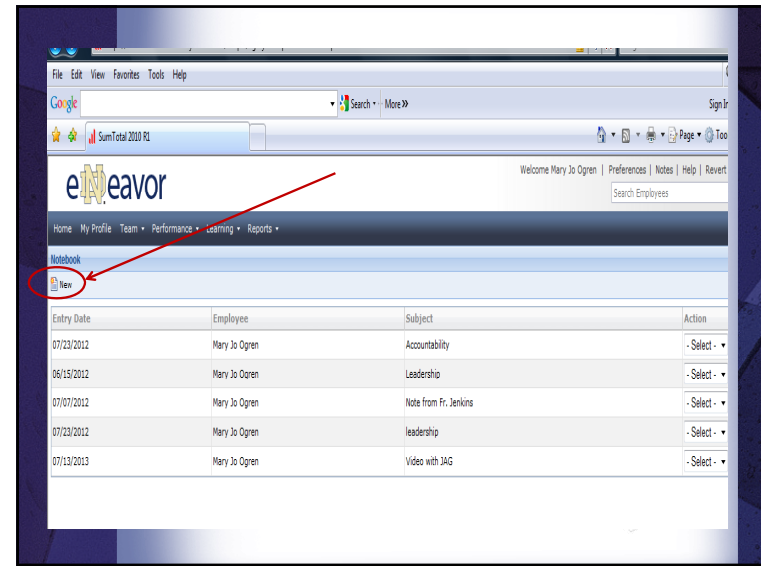 File Edit View Favorites Tools Help
Google Search More » Sign In
SumTotal 2010 R1 Page Too
Welcome Mary Jo Ogren | Preferences | Notes | Help | Revert
eNDeavor
Search Employees
Home My Profile Team Performance Learning Reports
Notebook
New
Entry Date Employee Subject Action
07/23/2012 Mary Jo Ogren Accountability - Select -
06/15/2012 Mary Jo Ogren Leadership - Select -
07/07/2012 Mary Jo Ogren Note from Fr. Jenkins - Select -
07/23/2012 Mary Jo Ogren leadership - Select -
07/13/2013 Mary Jo Ogren Video with JAG - Select -